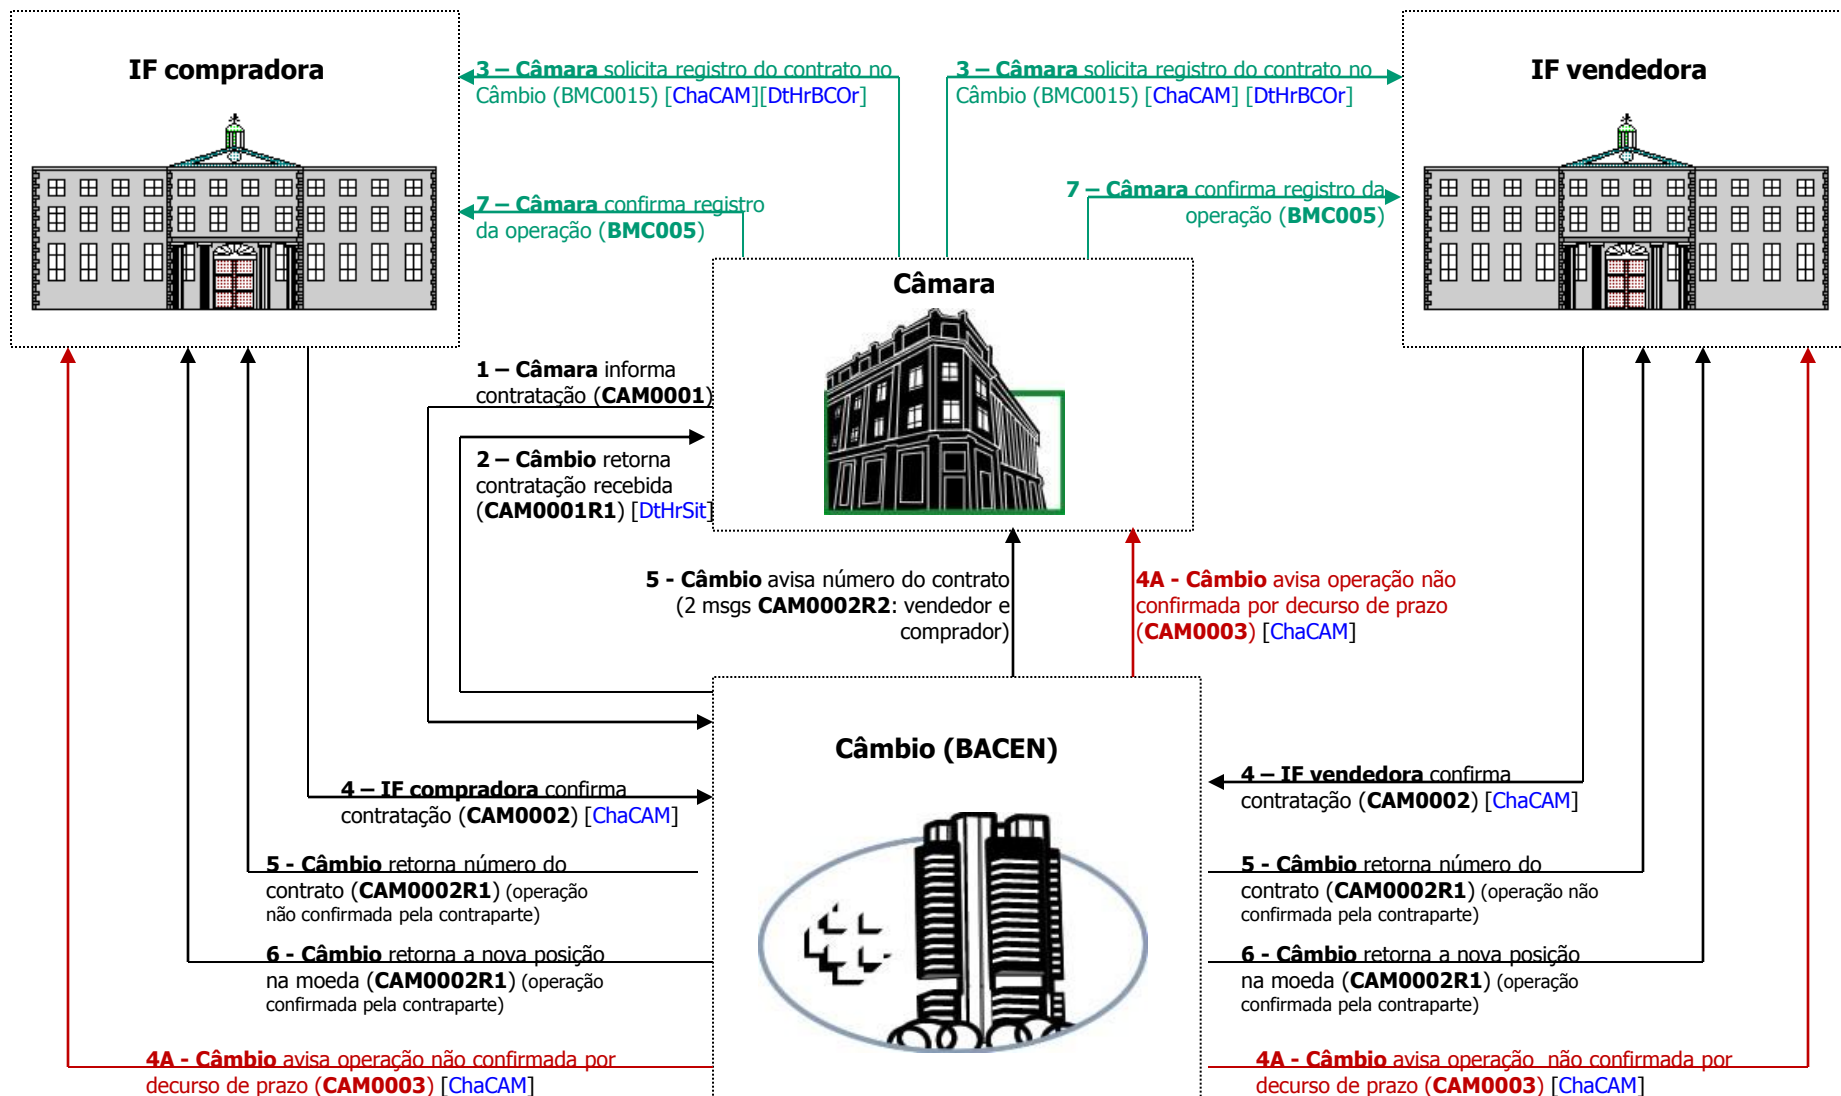 IF compradora
IF vendedora
3 – Câmara solicita registro do contrato no
Câmbio (BMC0015) [ChaCAM][DtHrBCOr]
3 – Câmara solicita registro do contrato no
Câmbio (BMC0015) [ChaCAM] [DtHrBCOr]
7 – Câmara confirma registro
da operação (BMC005)
7 – Câmara confirma registro da
operação (BMC005)
Câmara
1 – Câmara informa
contratação (CAM0001)
2 – Câmbio retorna
contratação recebida
(CAM0001R1) [DtHrSit]
5 - Câmbio avisa número do contrato
(2 msgs CAM0002R2: vendedor e
comprador)
4A - Câmbio avisa operação não
confirmada por decurso de prazo
(CAM0003) [ChaCAM]
Câmbio (BACEN)
4 – IF compradora confirma
contratação (CAM0002) [ChaCAM]
4 – IF vendedora confirma
contratação (CAM0002) [ChaCAM]
5 - Câmbio retorna número do
contrato (CAM0002R1) (operação
não confirmada pela contraparte)
5 - Câmbio retorna número do
contrato (CAM0002R1) (operação não
confirmada pela contraparte)
6 - Câmbio retorna a nova posição
na moeda (CAM0002R1) (operação
confirmada pela contraparte)
6 - Câmbio retorna a nova posição
na moeda (CAM0002R1) (operação
confirmada pela contraparte)
4A - Câmbio avisa operação não confirmada por
decurso de prazo (CAM0003) [ChaCAM]
4A - Câmbio avisa operação  não confirmada por
decurso de prazo (CAM0003) [ChaCAM]